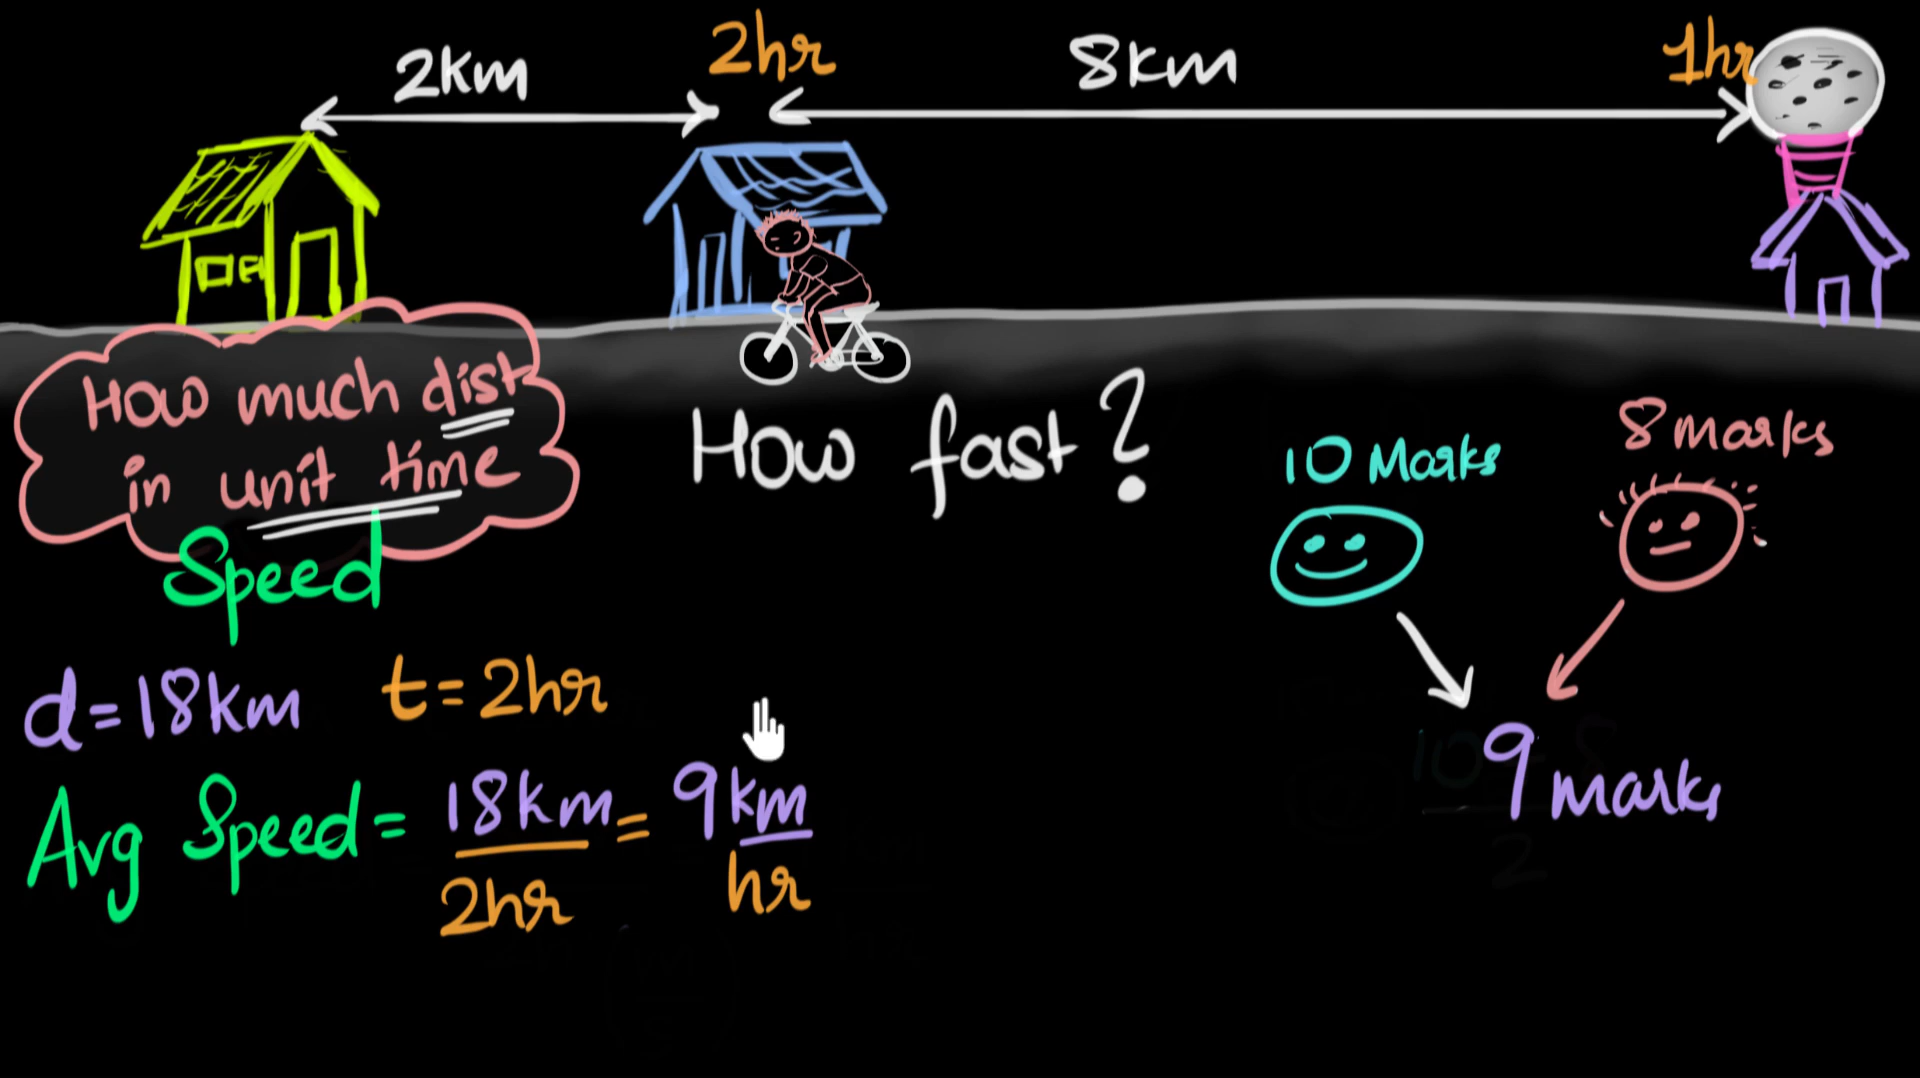 2km
2hr
8km
1hr
How much dist
in unit time
Speed
How fast?
10 Marks
8 marks
9 marks
d=18km t=2hr
Avg Speed = 18km/2hr = 9 km/hr